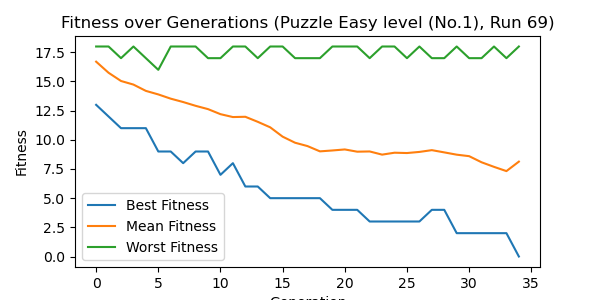 Fitness over Generations (Puzzle Easy level (No.1), Run 69)
17.5
15.0
12.5
10.0
7.5
5.0
2.5
0.0
Fitness
Best Fitness
Mean Fitness
Worst Fitness
0 5 10 15 20 25 30 35
Generation